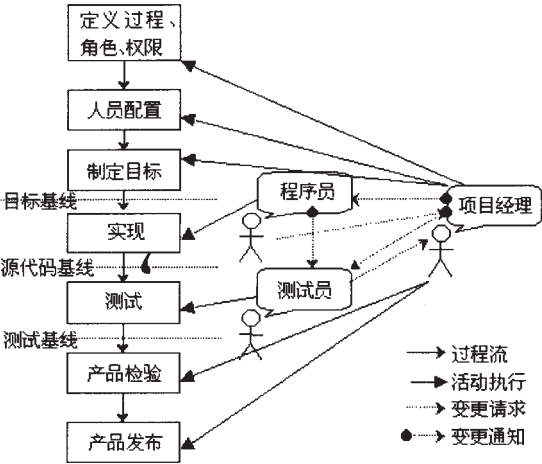 定义过程、
角色、权限
人员配置
制定目标
程序员
项目经理
目标基线
实现
源代码基线
测试员
测试
测试基线
过程流
产品检验
活动执行
变更请求
产品发布
变更通知